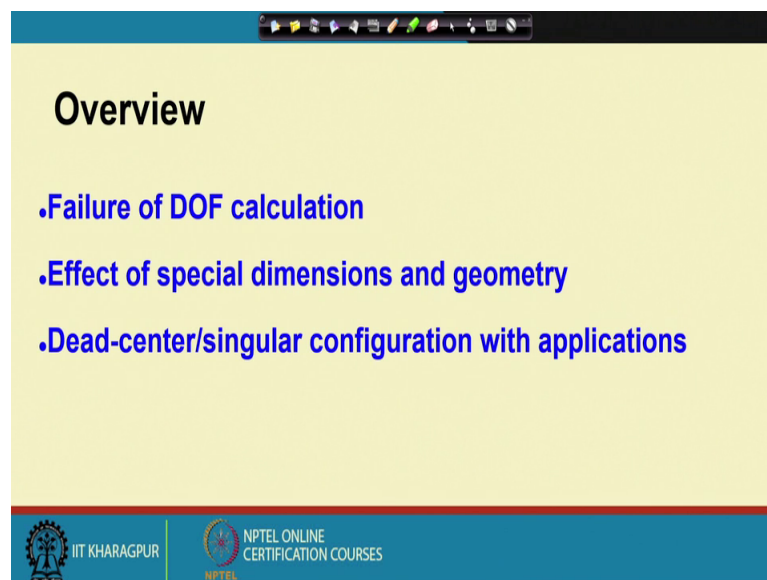 Overview
•Failure of DOF calculation
•Effect of special dimensions and geometry
•Dead-center/singular configuration with applications
IIT KHARAGPUR
NPTEL ONLINE
CERTIFICATION COURSES
NPTEL